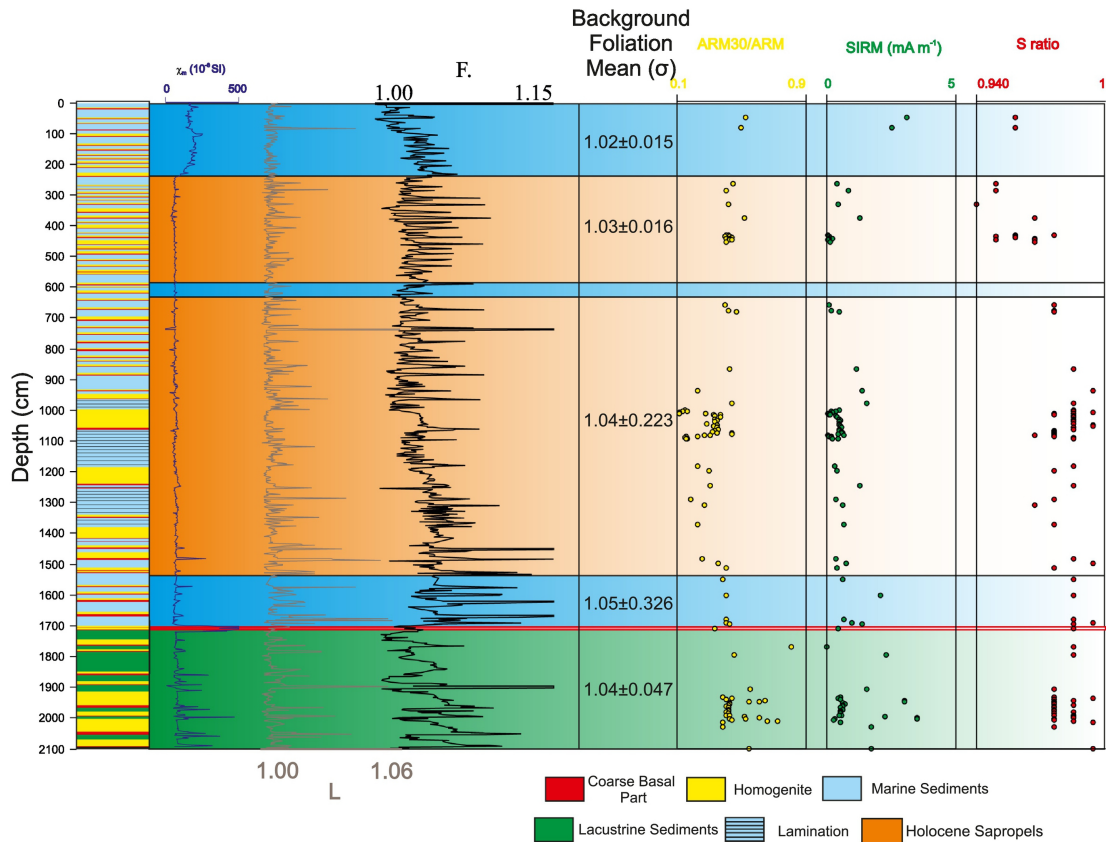 Background
Foliation
Mean (σ)
ARM30/ARM
SIRM (mA m⁻¹)
S ratio
χm (10⁻⁶SI)
F.
0 500
1.00 1.15
0.1 0.9
0 5
0.940 1
Depth (cm)
0
100
200
300
400
500
600
700
800
900
1000
1100
1200
1300
1400
1500
1600
1700
1800
1900
2000
2100
1.02±0.015
1.03±0.016
1.04±0.223
1.05±0.326
1.04±0.047
1.00 1.06
L
Coarse Basal
Part
Homogenite
Marine Sediments
Lacustrine Sediments
Lamination
Holocene Sapropels